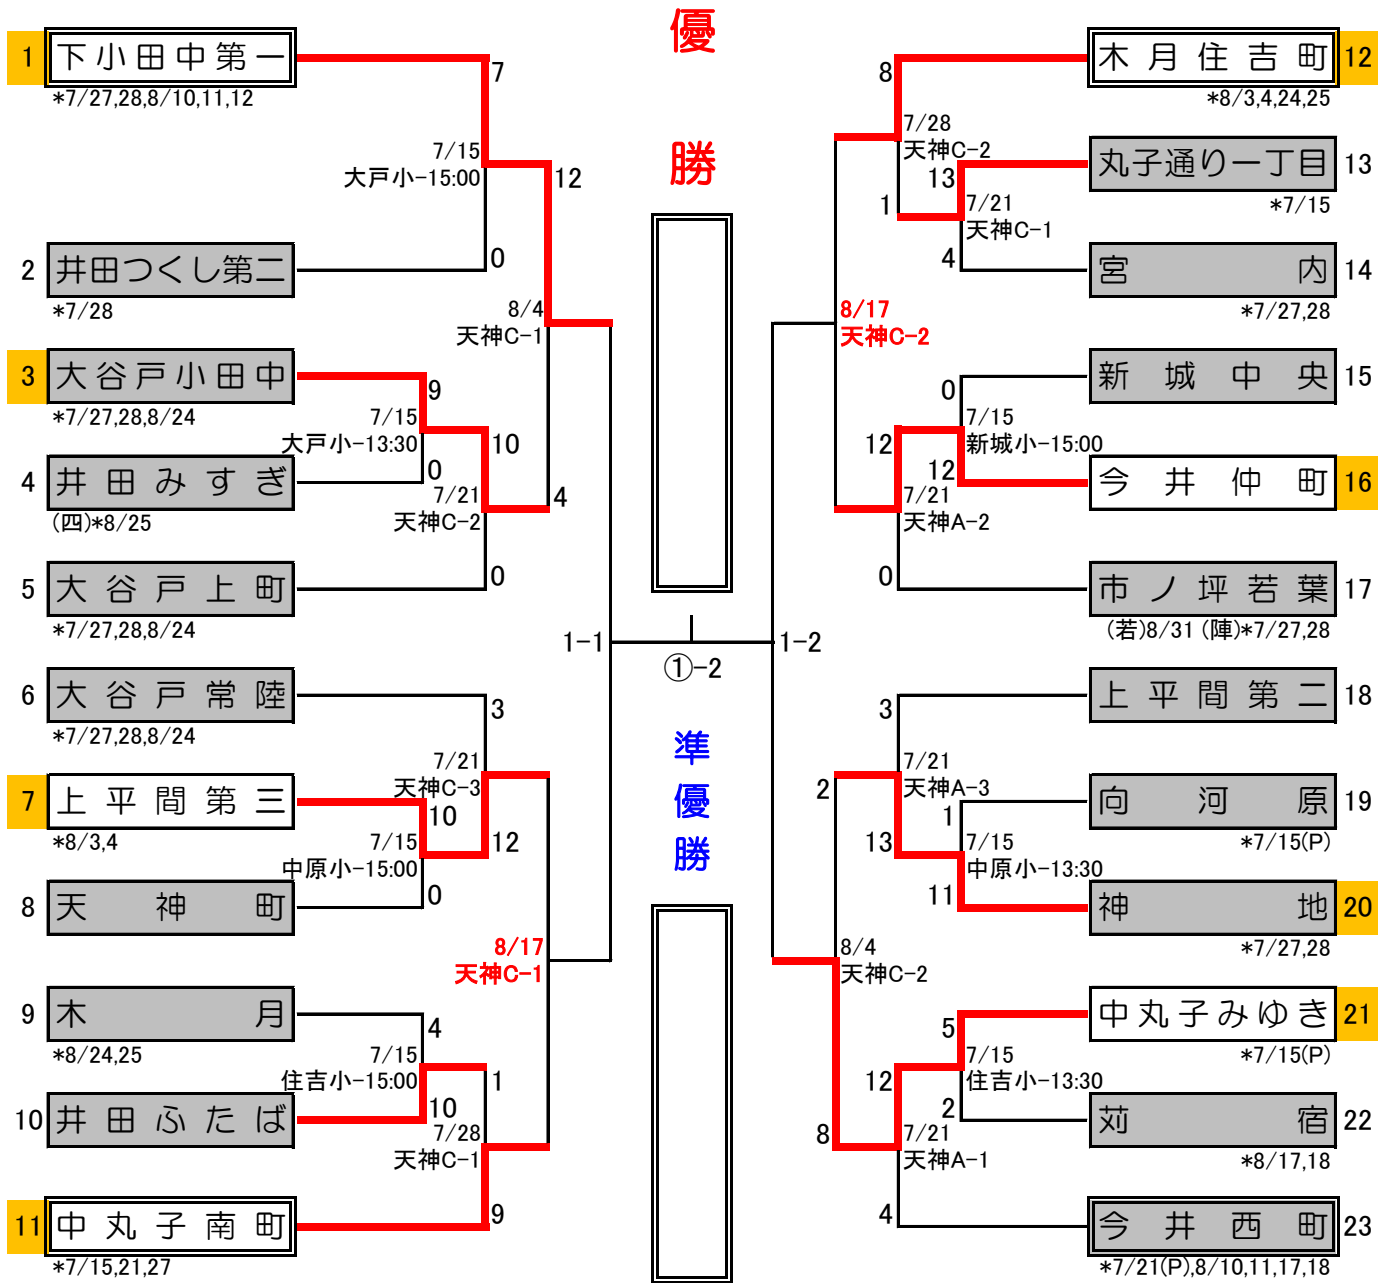 優
勝
準
優
勝
①-2
1-1
1-2
1 下小田中第一
*7/27,28,8/10,11,12
7
7/15
大戸小-15:00
12
0
2 井田つくし第二
*7/28
8/4
天神C-1
3 大谷戸小田中
*7/27,28,8/24
9
7/15
大戸小-13:30
10
0
4 井田みすぎ
(四)*8/25
7/21
天神C-2
4
0
5 大谷戸上町
*7/27,28,8/24
6 大谷戸常陸
*7/27,28,8/24
3
7/21
天神C-3
7 上平間第三
*8/3,4
10
7/15
中原小-15:00
12
0
8 天神町
8/17
天神C-1
9 木月
*8/24,25
4
7/15
住吉小-15:00
1
10
10 井田ふたば
7/28
天神C-1
9
11 中丸子南町
*7/15,21,27
木月住吉町 12
*8/3,4,24,25
8
7/28
天神C-2
13
丸子通り一丁目 13
*7/15
1
7/21
天神C-1
4
宮内 14
*7/27,28
8/17
天神C-2
新城中央 15
0
7/15
新城小-15:00
12
12
今井仲町 16
7/21
天神A-2
0
市ノ坪若葉 17
(若)8/31 (陣)*7/27,28
上平間第二 18
3
7/21
天神A-3
2
向河原 19
*7/15(P)
1
7/15
中原小-13:30
13
11
神地 20
*7/27,28
8/4
天神C-2
中丸子みゆき 21
*7/15(P)
5
7/15
住吉小-13:30
12
2
苅宿 22
*8/17,18
8
7/21
天神A-1
4
今井西町 23
*7/21(P),8/10,11,17,18